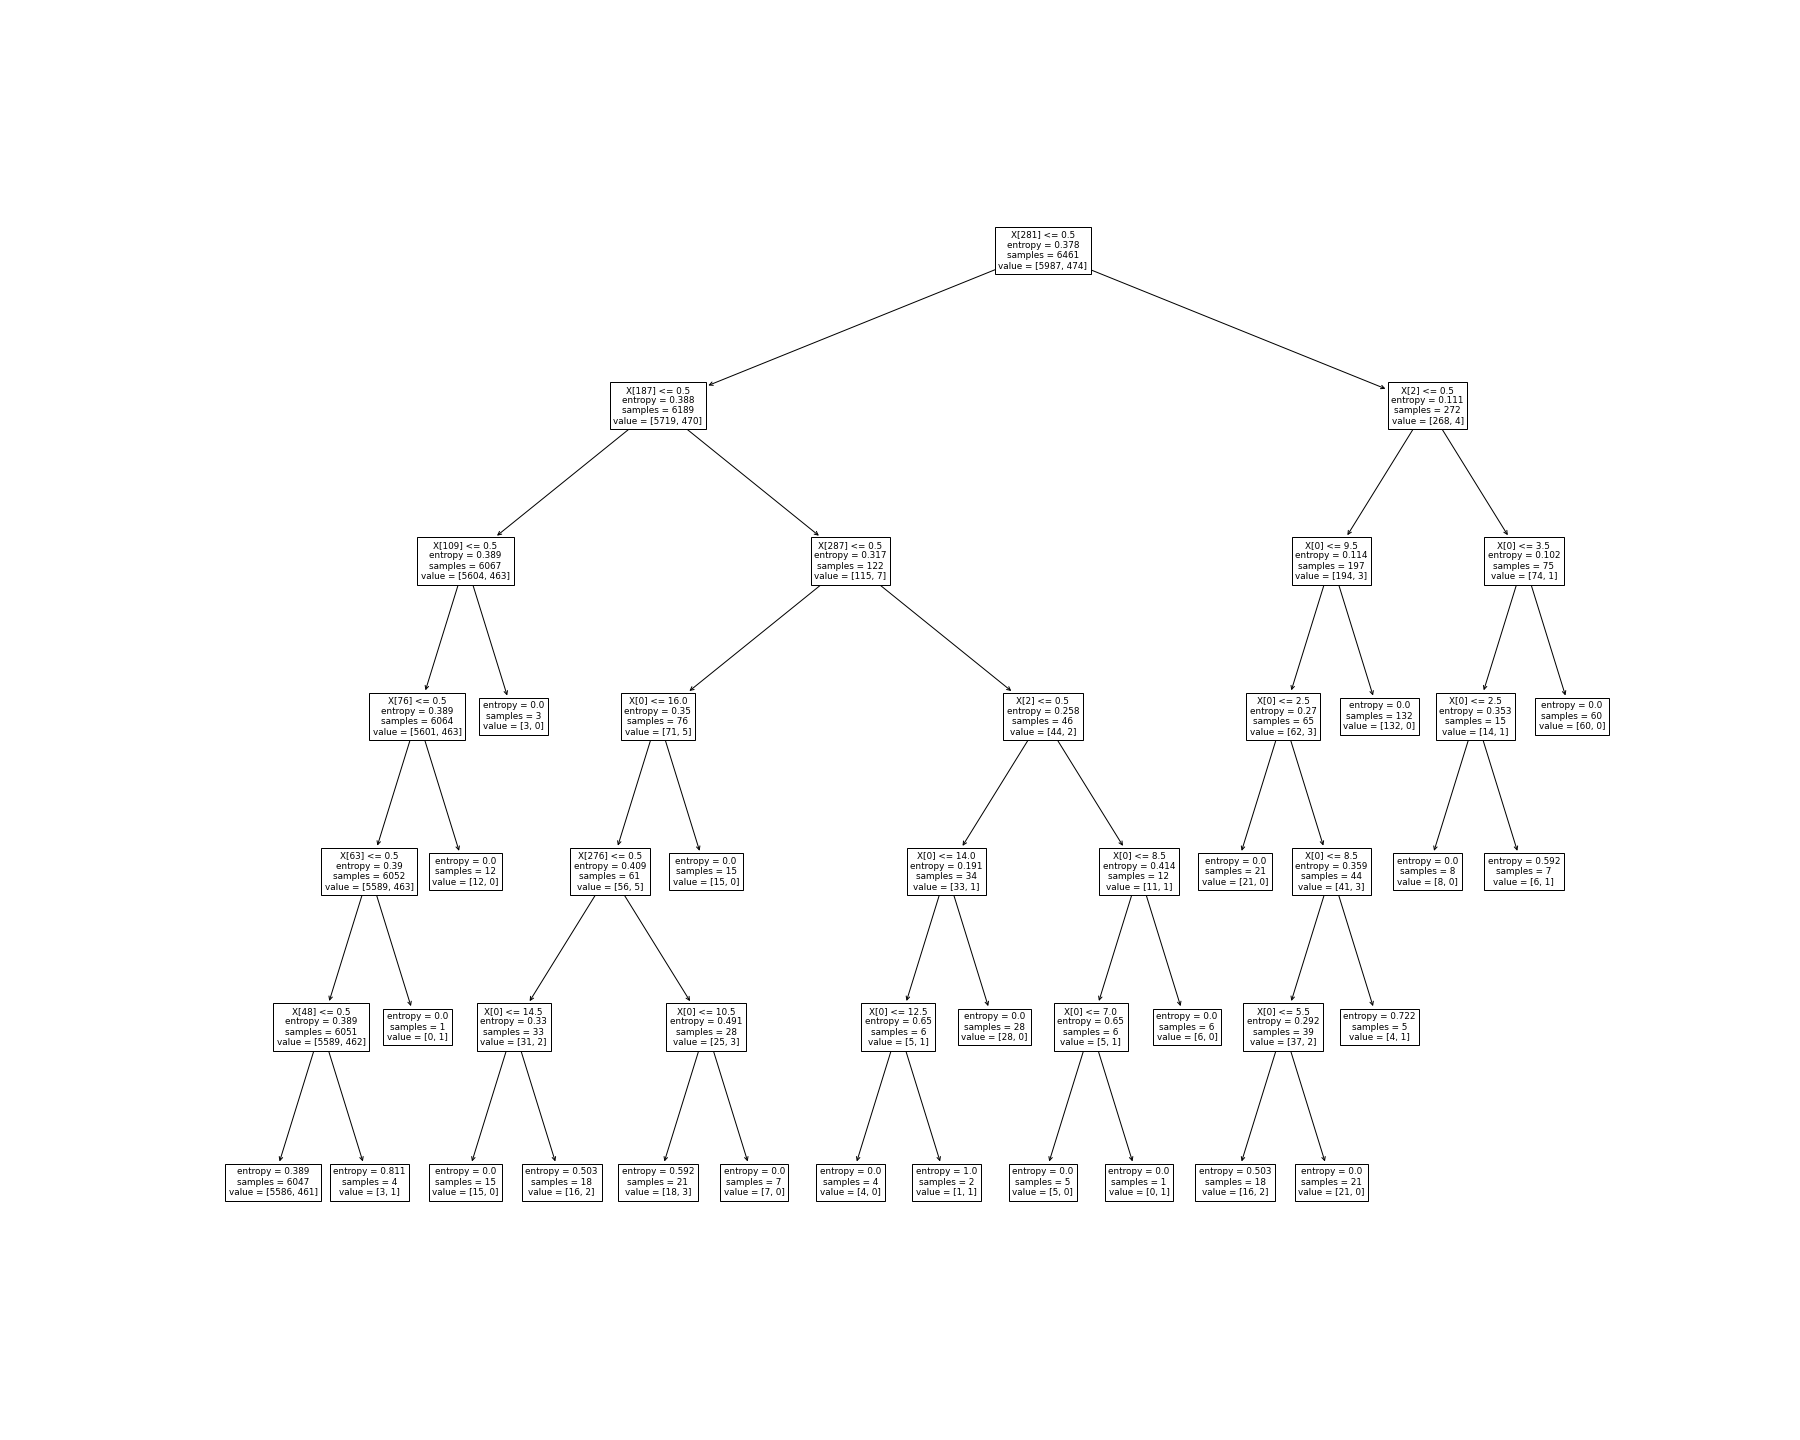 X[281] <= 0.5
entropy = 0.378
samples = 6461
value = [5987, 474]
X[187] <= 0.5
entropy = 0.388
samples = 6189
value = [5719, 470]
X[2] <= 0.5
entropy = 0.111
samples = 272
value = [268, 4]
X[109] <= 0.5
entropy = 0.389
samples = 6067
value = [5604, 463]
X[287] <= 0.5
entropy = 0.317
samples = 122
value = [115, 7]
X[0] <= 9.5
entropy = 0.114
samples = 197
value = [194, 3]
X[0] <= 3.5
entropy = 0.102
samples = 75
value = [74, 1]
X[76] <= 0.5
entropy = 0.389
samples = 6064
value = [5601, 463]
entropy = 0.0
samples = 3
value = [3, 0]
X[0] <= 16.0
entropy = 0.35
samples = 76
value = [71, 5]
X[2] <= 0.5
entropy = 0.258
samples = 46
value = [44, 2]
X[0] <= 2.5
entropy = 0.27
samples = 65
value = [62, 3]
entropy = 0.0
samples = 132
value = [132, 0]
X[0] <= 2.5
entropy = 0.353
samples = 15
value = [14, 1]
entropy = 0.0
samples = 60
value = [60, 0]
X[63] <= 0.5
entropy = 0.39
samples = 6052
value = [5589, 463]
entropy = 0.0
samples = 12
value = [12, 0]
X[276] <= 0.5
entropy = 0.409
samples = 61
value = [56, 5]
entropy = 0.0
samples = 15
value = [15, 0]
X[0] <= 14.0
entropy = 0.191
samples = 34
value = [33, 1]
X[0] <= 8.5
entropy = 0.414
samples = 12
value = [11, 1]
entropy = 0.0
samples = 21
value = [21, 0]
X[0] <= 8.5
entropy = 0.359
samples = 44
value = [41, 3]
entropy = 0.0
samples = 8
value = [8, 0]
entropy = 0.592
samples = 7
value = [6, 1]
X[48] <= 0.5
entropy = 0.389
samples = 6051
value = [5589, 462]
entropy = 0.0
samples = 1
value = [0, 1]
X[0] <= 14.5
entropy = 0.33
samples = 33
value = [31, 2]
X[0] <= 10.5
entropy = 0.491
samples = 28
value = [25, 3]
X[0] <= 12.5
entropy = 0.65
samples = 6
value = [5, 1]
entropy = 0.0
samples = 28
value = [28, 0]
X[0] <= 7.0
entropy = 0.65
samples = 6
value = [5, 1]
entropy = 0.0
samples = 6
value = [6, 0]
X[0] <= 5.5
entropy = 0.292
samples = 39
value = [37, 2]
entropy = 0.722
samples = 5
value = [4, 1]
entropy = 0.389
samples = 6047
value = [5586, 461]
entropy = 0.811
samples = 4
value = [3, 1]
entropy = 0.0
samples = 15
value = [15, 0]
entropy = 0.503
samples = 18
value = [16, 2]
entropy = 0.592
samples = 21
value = [18, 3]
entropy = 0.0
samples = 7
value = [7, 0]
entropy = 0.0
samples = 4
value = [4, 0]
entropy = 1.0
samples = 2
value = [1, 1]
entropy = 0.0
samples = 5
value = [5, 0]
entropy = 0.0
samples = 1
value = [0, 1]
entropy = 0.503
samples = 18
value = [16, 2]
entropy = 0.0
samples = 21
value = [21, 0]